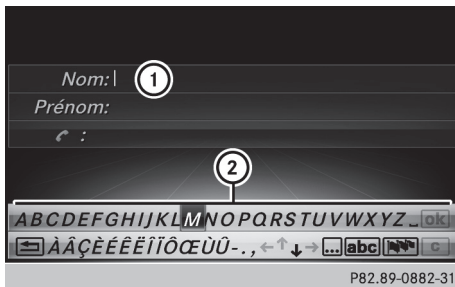 Nom: 1
Prénom:
:
2
ABCDEFGHIJKLMNOPQRSTUVWXYZ_ ok
ÀÂÇÈÉÊËÎÏÔŒÙÛ-., ←↑↓→ ... abc c
P82.89-0882-31